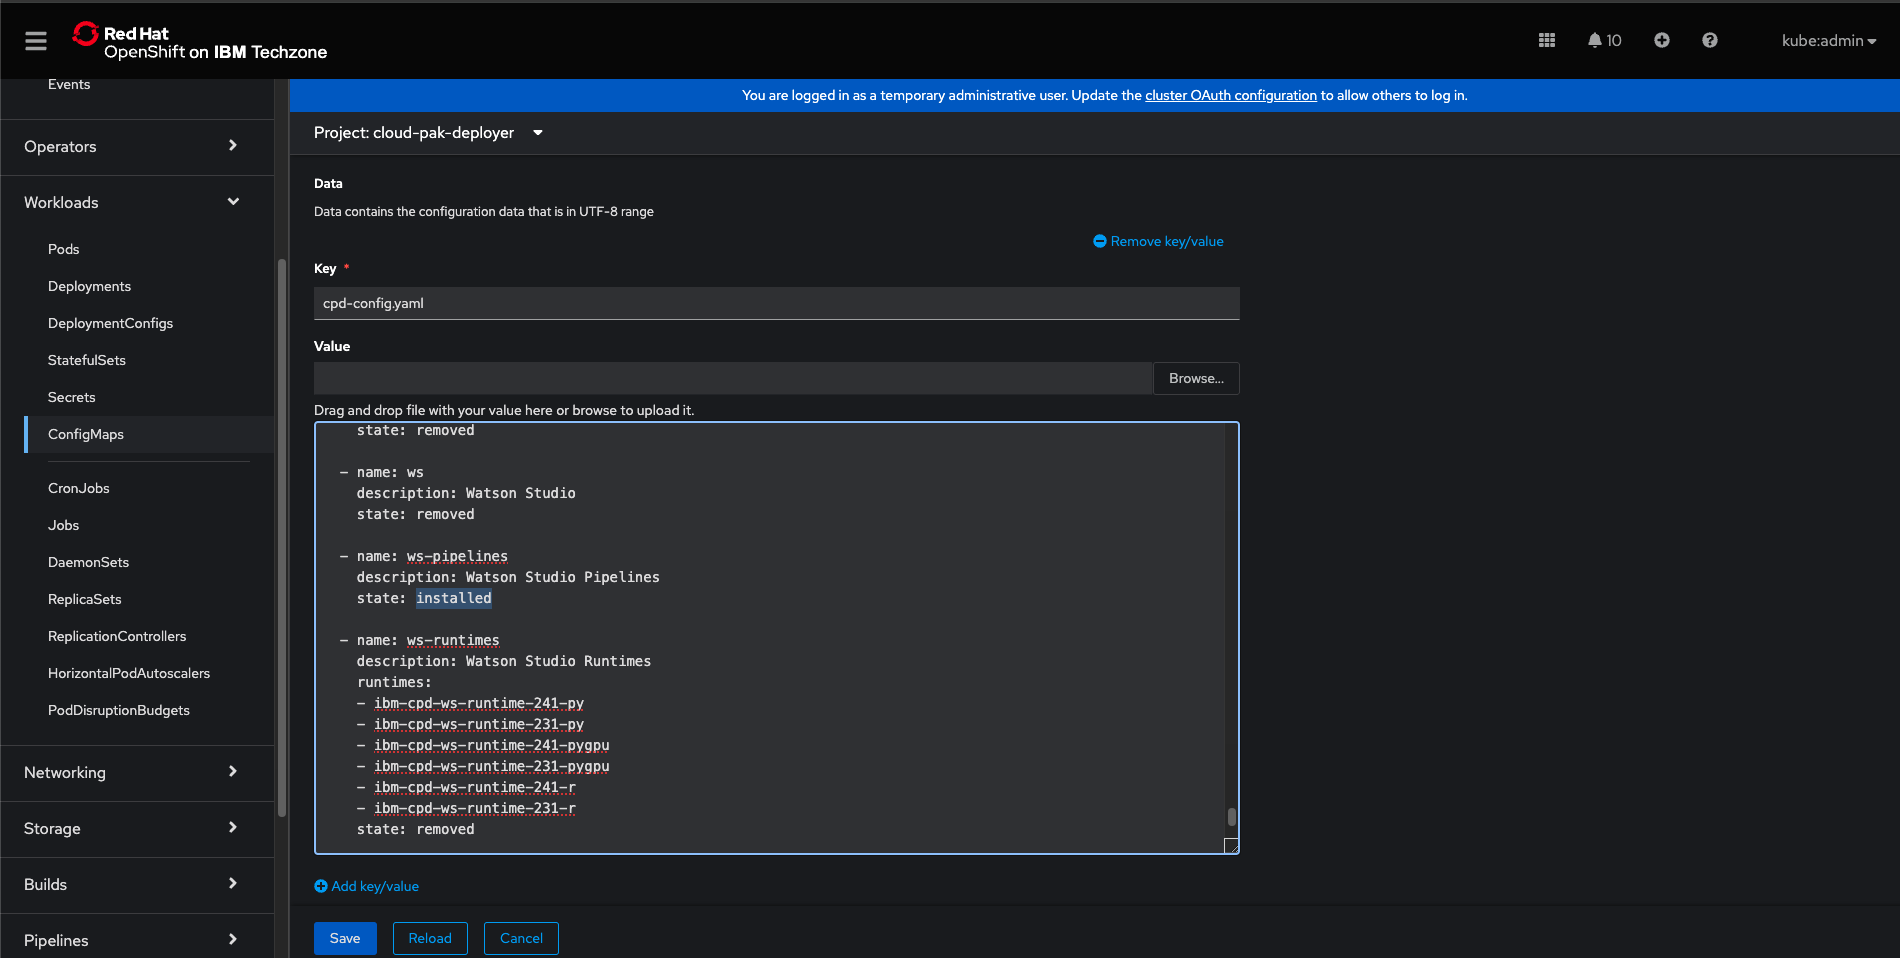 Red Hat
OpenShift on IBM Techzone
10
kube:admin
Events
Operators
Workloads
Pods
Deployments
DeploymentConfigs
StatefulSets
Secrets
ConfigMaps
CronJobs
Jobs
DaemonSets
ReplicaSets
ReplicationControllers
HorizontalPodAutoscalers
PodDisruptionBudgets
Networking
Storage
Builds
Pipelines
You are logged in as a temporary administrative user. Update the cluster OAuth configuration to allow others to log in.
Project: cloud-pak-deployer
Data
Data contains the configuration data that is in UTF-8 range
Remove key/value
Key *
cpd-config.yaml
Value
Browse...
Drag and drop file with your value here or browse to upload it.
state: removed
- name: ws
description: Watson Studio
state: removed
- name: ws-pipelines
description: Watson Studio Pipelines
state: installed
- name: ws-runtimes
description: Watson Studio Runtimes
runtimes:
- ibm-cpd-ws-runtime-241-py
- ibm-cpd-ws-runtime-231-py
- ibm-cpd-ws-runtime-241-pygpu
- ibm-cpd-ws-runtime-231-pygpu
- ibm-cpd-ws-runtime-241-r
- ibm-cpd-ws-runtime-231-r
state: removed
Add key/value
Save
Reload
Cancel